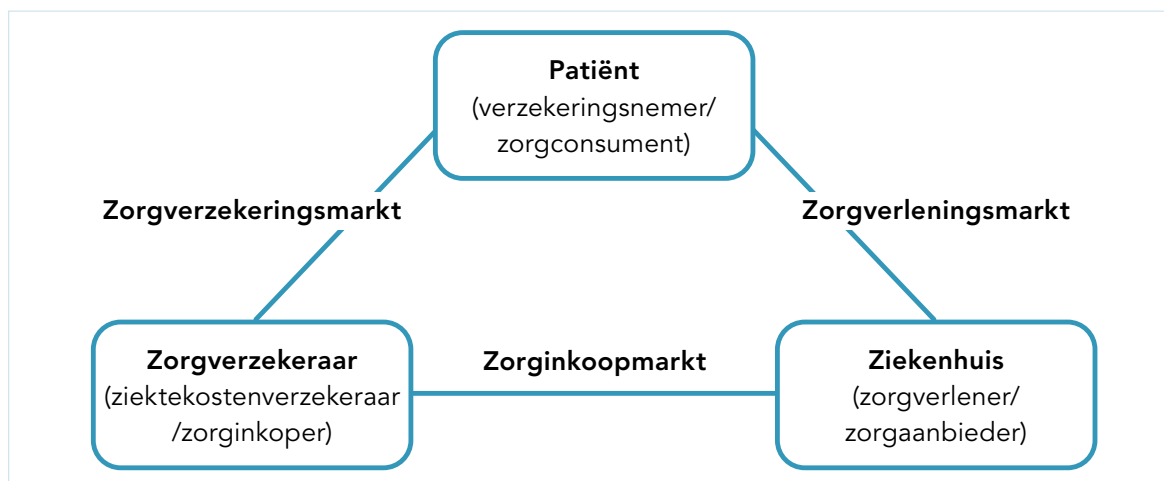 Patiënt
(verzekeringsnemer/
zorgconsument)
Zorgverzekeringsmarkt
Zorgverleningsmarkt
Zorgverzekeraar
(ziektekostenverzekeraar
/zorginkoper)
Zorginkoopmarkt
Ziekenhuis
(zorgverlener/
zorgaanbieder)